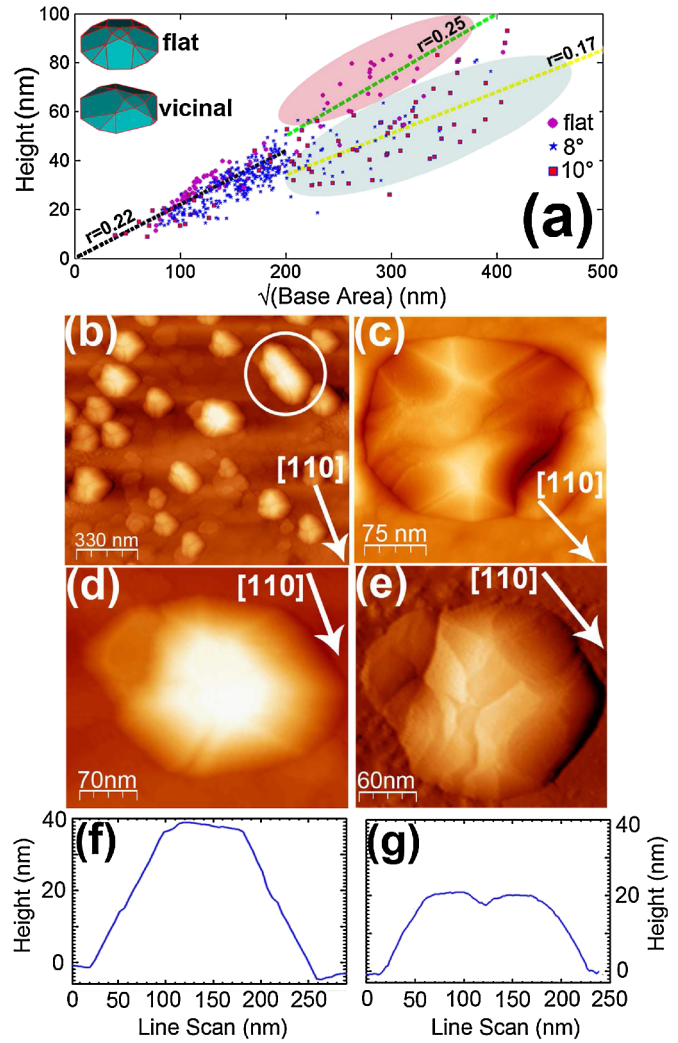 (a)
flat
vicinal
r=0.25
r=0.17
r=0.22
flat
8°
10°
Height (nm)
100
80
60
40
20
0
100
200
300
400
500
√(Base Area) (nm)
(b)
[110]
330 nm
(c)
[110]
75 nm
(d)
[110]
70nm
(e)
[110]
60nm
(f)
Height (nm)
40
20
0
0
50
100
150
200
250
Line Scan (nm)
(g)
40
20
0
Height (nm)
0
50
100
150
200
250
Line Scan (nm)